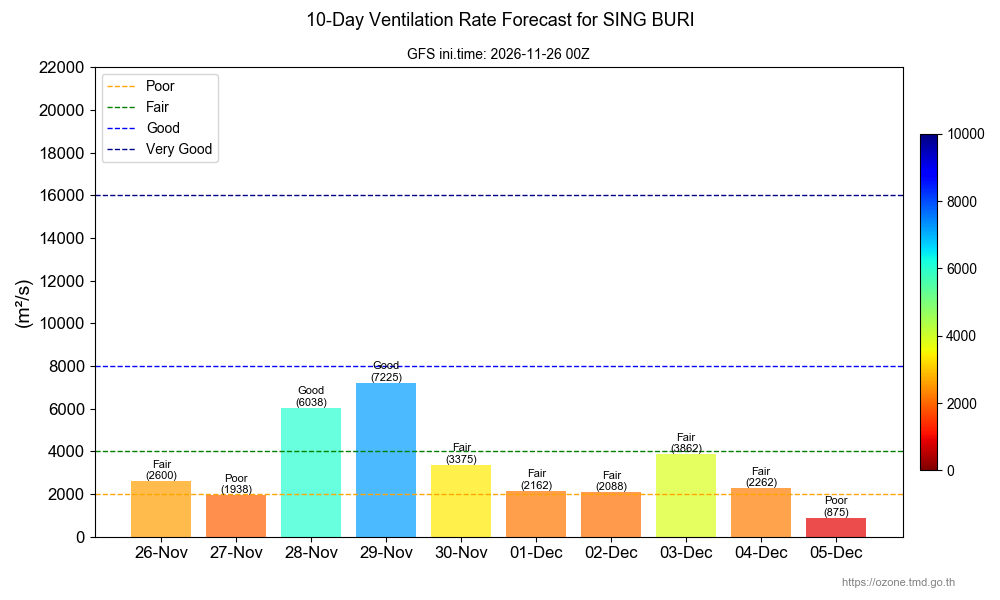 10-Day Ventilation Rate Forecast for SING BURI
GFS ini.time: 2026-11-26 00Z
22000
20000
18000
16000
14000
12000
10000
8000
6000
4000
2000
0
(m²/s)
Poor
Fair
Good
Very Good
Fair
(2600)
Poor
(1938)
Good
(6038)
Good
(7225)
Fair
(3375)
Fair
(2162)
Fair
(2088)
Fair
(3862)
Fair
(2262)
Poor
(875)
26-Nov 27-Nov 28-Nov 29-Nov 30-Nov 01-Dec 02-Dec 03-Dec 04-Dec 05-Dec
10000
8000
6000
4000
2000
0
https://ozone.tmd.go.th